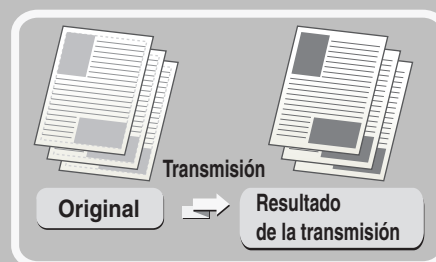 Transmisión
Original
Resultado
de la transmisión